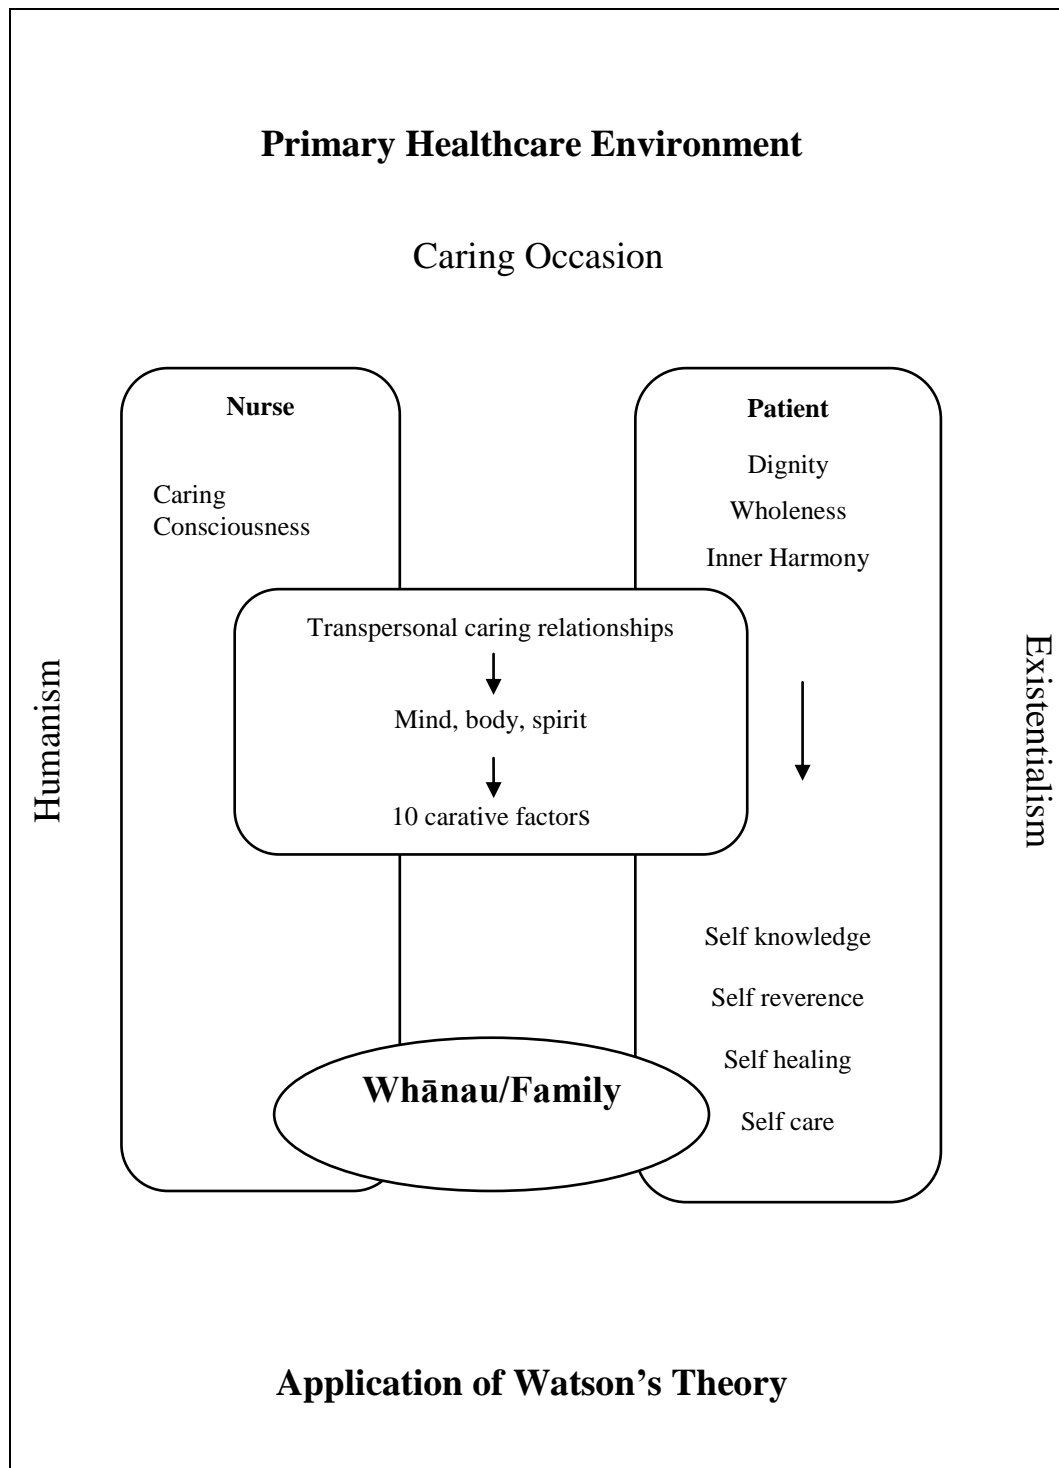 Primary Healthcare Environment
Caring Occasion
Nurse
Caring
Consciousness
Patient
Dignity
Wholeness
Inner Harmony
Transpersonal caring relationships
Mind, body, spirit
10 carative factors
Humanism
Existentialism
Self knowledge
Self reverence
Self healing
Self care
Whānau/Family
Application of Watson’s Theory